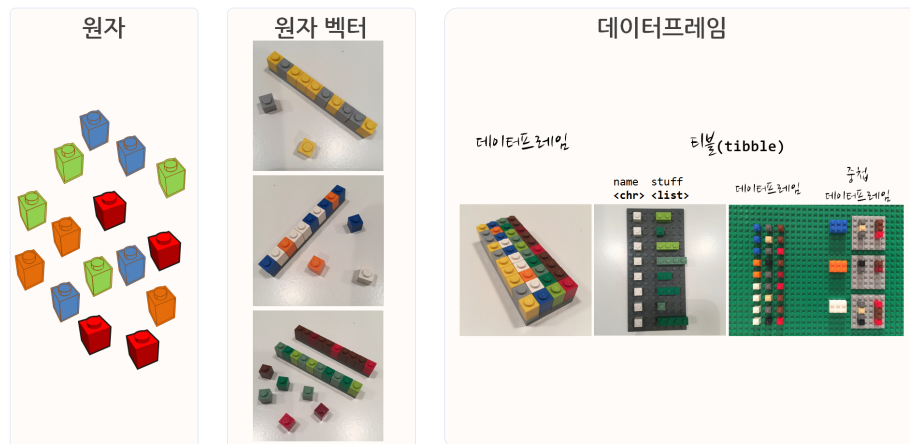 원자
원자 벡터
데이터프레임
데이터프레임
티블(tibble)
name stuff
<chr> <list>
데이터프레임
중첩
데이터프레임